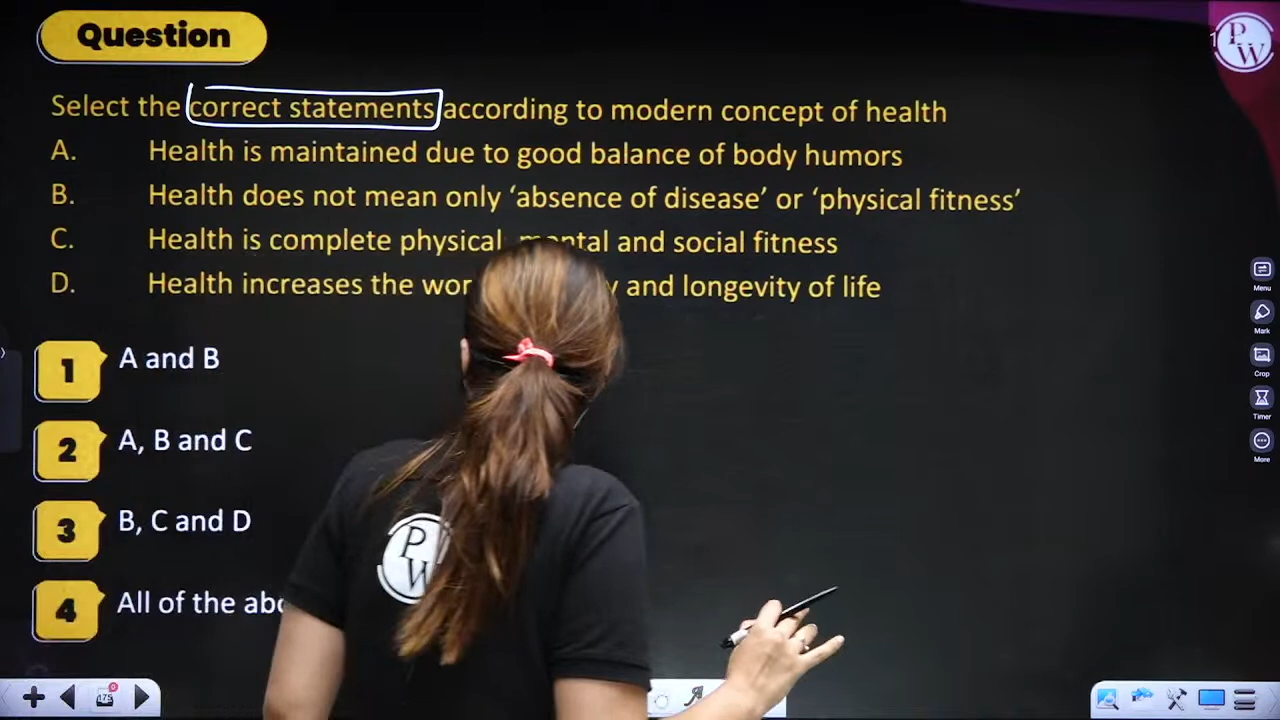 Question
PW
Select the correct statements according to modern concept of health
A. Health is maintained due to good balance of body humors
B. Health does not mean only ‘absence of disease’ or ‘physical fitness’
C. Health is complete physical, mental and social fitness
D. Health increases the and longevity of life
1 A and B
2 A, B and C
3 B, C and D
4 All of the
PW
Menu
Mark
Crop
Timer
More
175